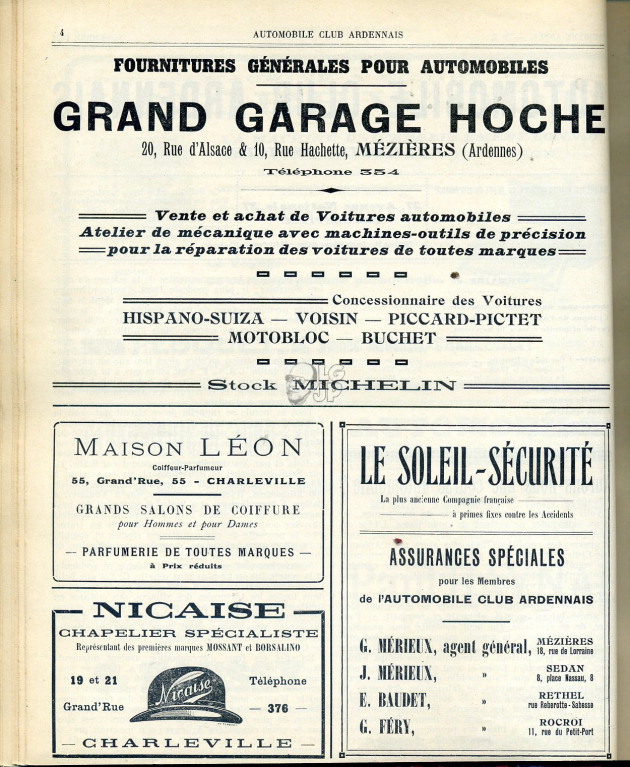 4
AUTOMOBILE CLUB ARDENNAIS
FOURNITURES GÉNÉRALES POUR AUTOMOBILES
GRAND GARAGE HOCHE
20, Rue d'Alsace & 10, Rue Hachette, MÉZIÈRES (Ardennes)
Téléphone 354
Vente et achat de Voitures automobiles
Atelier de mécanique avec machines-outils de précision
pour la réparation des voitures de toutes marques
Concessionnaire des Voitures
HISPANO-SUIZA — VOISIN — PICCARD-PICTET
MOTOBLOC — BUCHET
Stock MICHELIN
LG
JP
MAISON LÉON
Coiffeur-Parfumeur
55, Grand'Rue, 55 - CHARLEVILLE
GRANDS SALONS DE COIFFURE
pour Hommes et pour Dames
— PARFUMERIE DE TOUTES MARQUES —
à Prix réduits
NICAISE
CHAPELIER SPÉCIALISTE
Représentant des premières marques MOSSANT et BORSALINO
19 et 21
Grand'Rue
Nicaise
Téléphone
— 376 —
— CHARLEVILLE —
LE SOLEIL-SÉCURITÉ
La plus ancienne Compagnie française
à primes fixes contre les Accidents
ASSURANCES SPÉCIALES
pour les Membres
de l'AUTOMOBILE CLUB ARDENNAIS
G. MÉRIEUX, agent général, MÉZIÈRES
18, rue de Lorraine
J. MÉRIEUX, » SEDAN
8, place Nassau, 8
E. BAUDET, » RETHEL
rue Reberotte-Sabesse
G. FÉRY, » ROCROI
11, rue du Petit-Port